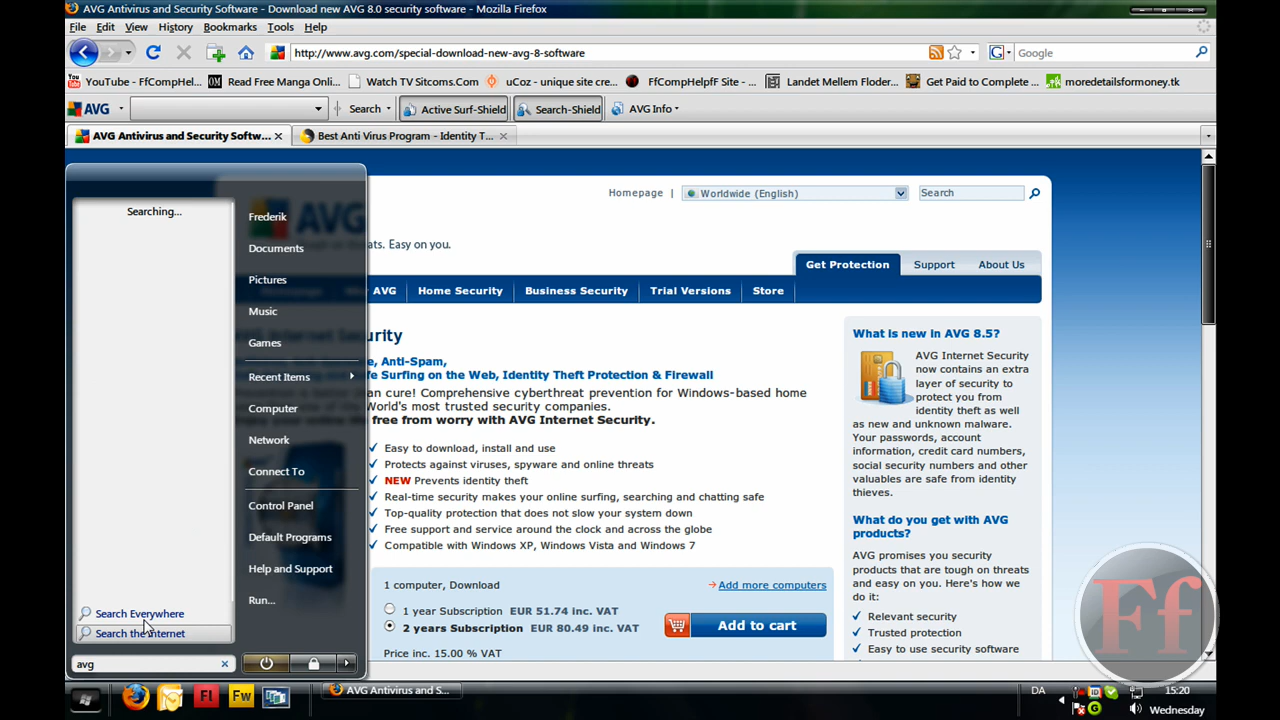 AVG Antivirus and Security Software - Download new AVG 8.0 security software - Mozilla Firefox
File Edit View History Bookmarks Tools Help
http://www.avg.com/special-download-new-avg-8-software
Google
YouTube - FfCompHel... Read Free Manga Onl... Watch TV Sitcoms.Com uCoz - unique site cre... FfCompHelpff Site - ... Landet Mellem Floder... Get Paid to Complete ... moredetailsformoney.tk
AVG Search Active Surf-Shield Search-Shield AVG Info
AVG Antivirus and Security Softw... Best Anti Virus Program - Identity T...
Homepage | Worldwide (English) Search
Searching...
Frederik
Documents
Pictures
Music
Games
Recent Items
Computer
Network
Connect To
Control Panel
Default Programs
Help and Support
Run...
Search Everywhere
Search the Internet
avg
Easy on you.
Get Protection Support About Us
AVG Home Security Business Security Trial Versions Store
Security
, Anti-Spam,
Safe Surfing on the Web, Identity Theft Protection & Firewall
than cure! Comprehensive cyberthreat prevention for Windows-based home
of the World's most trusted security companies.
free from worry with AVG Internet Security.
Easy to download, install and use
Protects against viruses, spyware and online threats
NEW Prevents identity theft
Real-time security makes your online surfing, searching and chatting safe
Top-quality protection that does not slow your system down
Free support and service around the clock and across the globe
Compatible with Windows XP, Windows Vista and Windows 7
1 computer, Download Add more computers
1 year Subscription EUR 51.74 inc. VAT
2 years Subscription EUR 80.49 inc. VAT
Add to cart
Price inc. 15.00 % VAT
What is new in AVG 8.5?
AVG Internet Security
now contains an extra
layer of security to
protect you from
identity theft as well
as new and unknown malware.
Your passwords, account
information, credit card numbers,
social security numbers and other
valuables are safe from identity
thieves.
What do you get with AVG
products?
AVG promises you security
products that are tough on threats
and easy on you. Here's how we
do it:
Relevant security
Trusted protection
Easy to use security software
Ff
AVG Antivirus and S...
DA 15:20
Wednesday